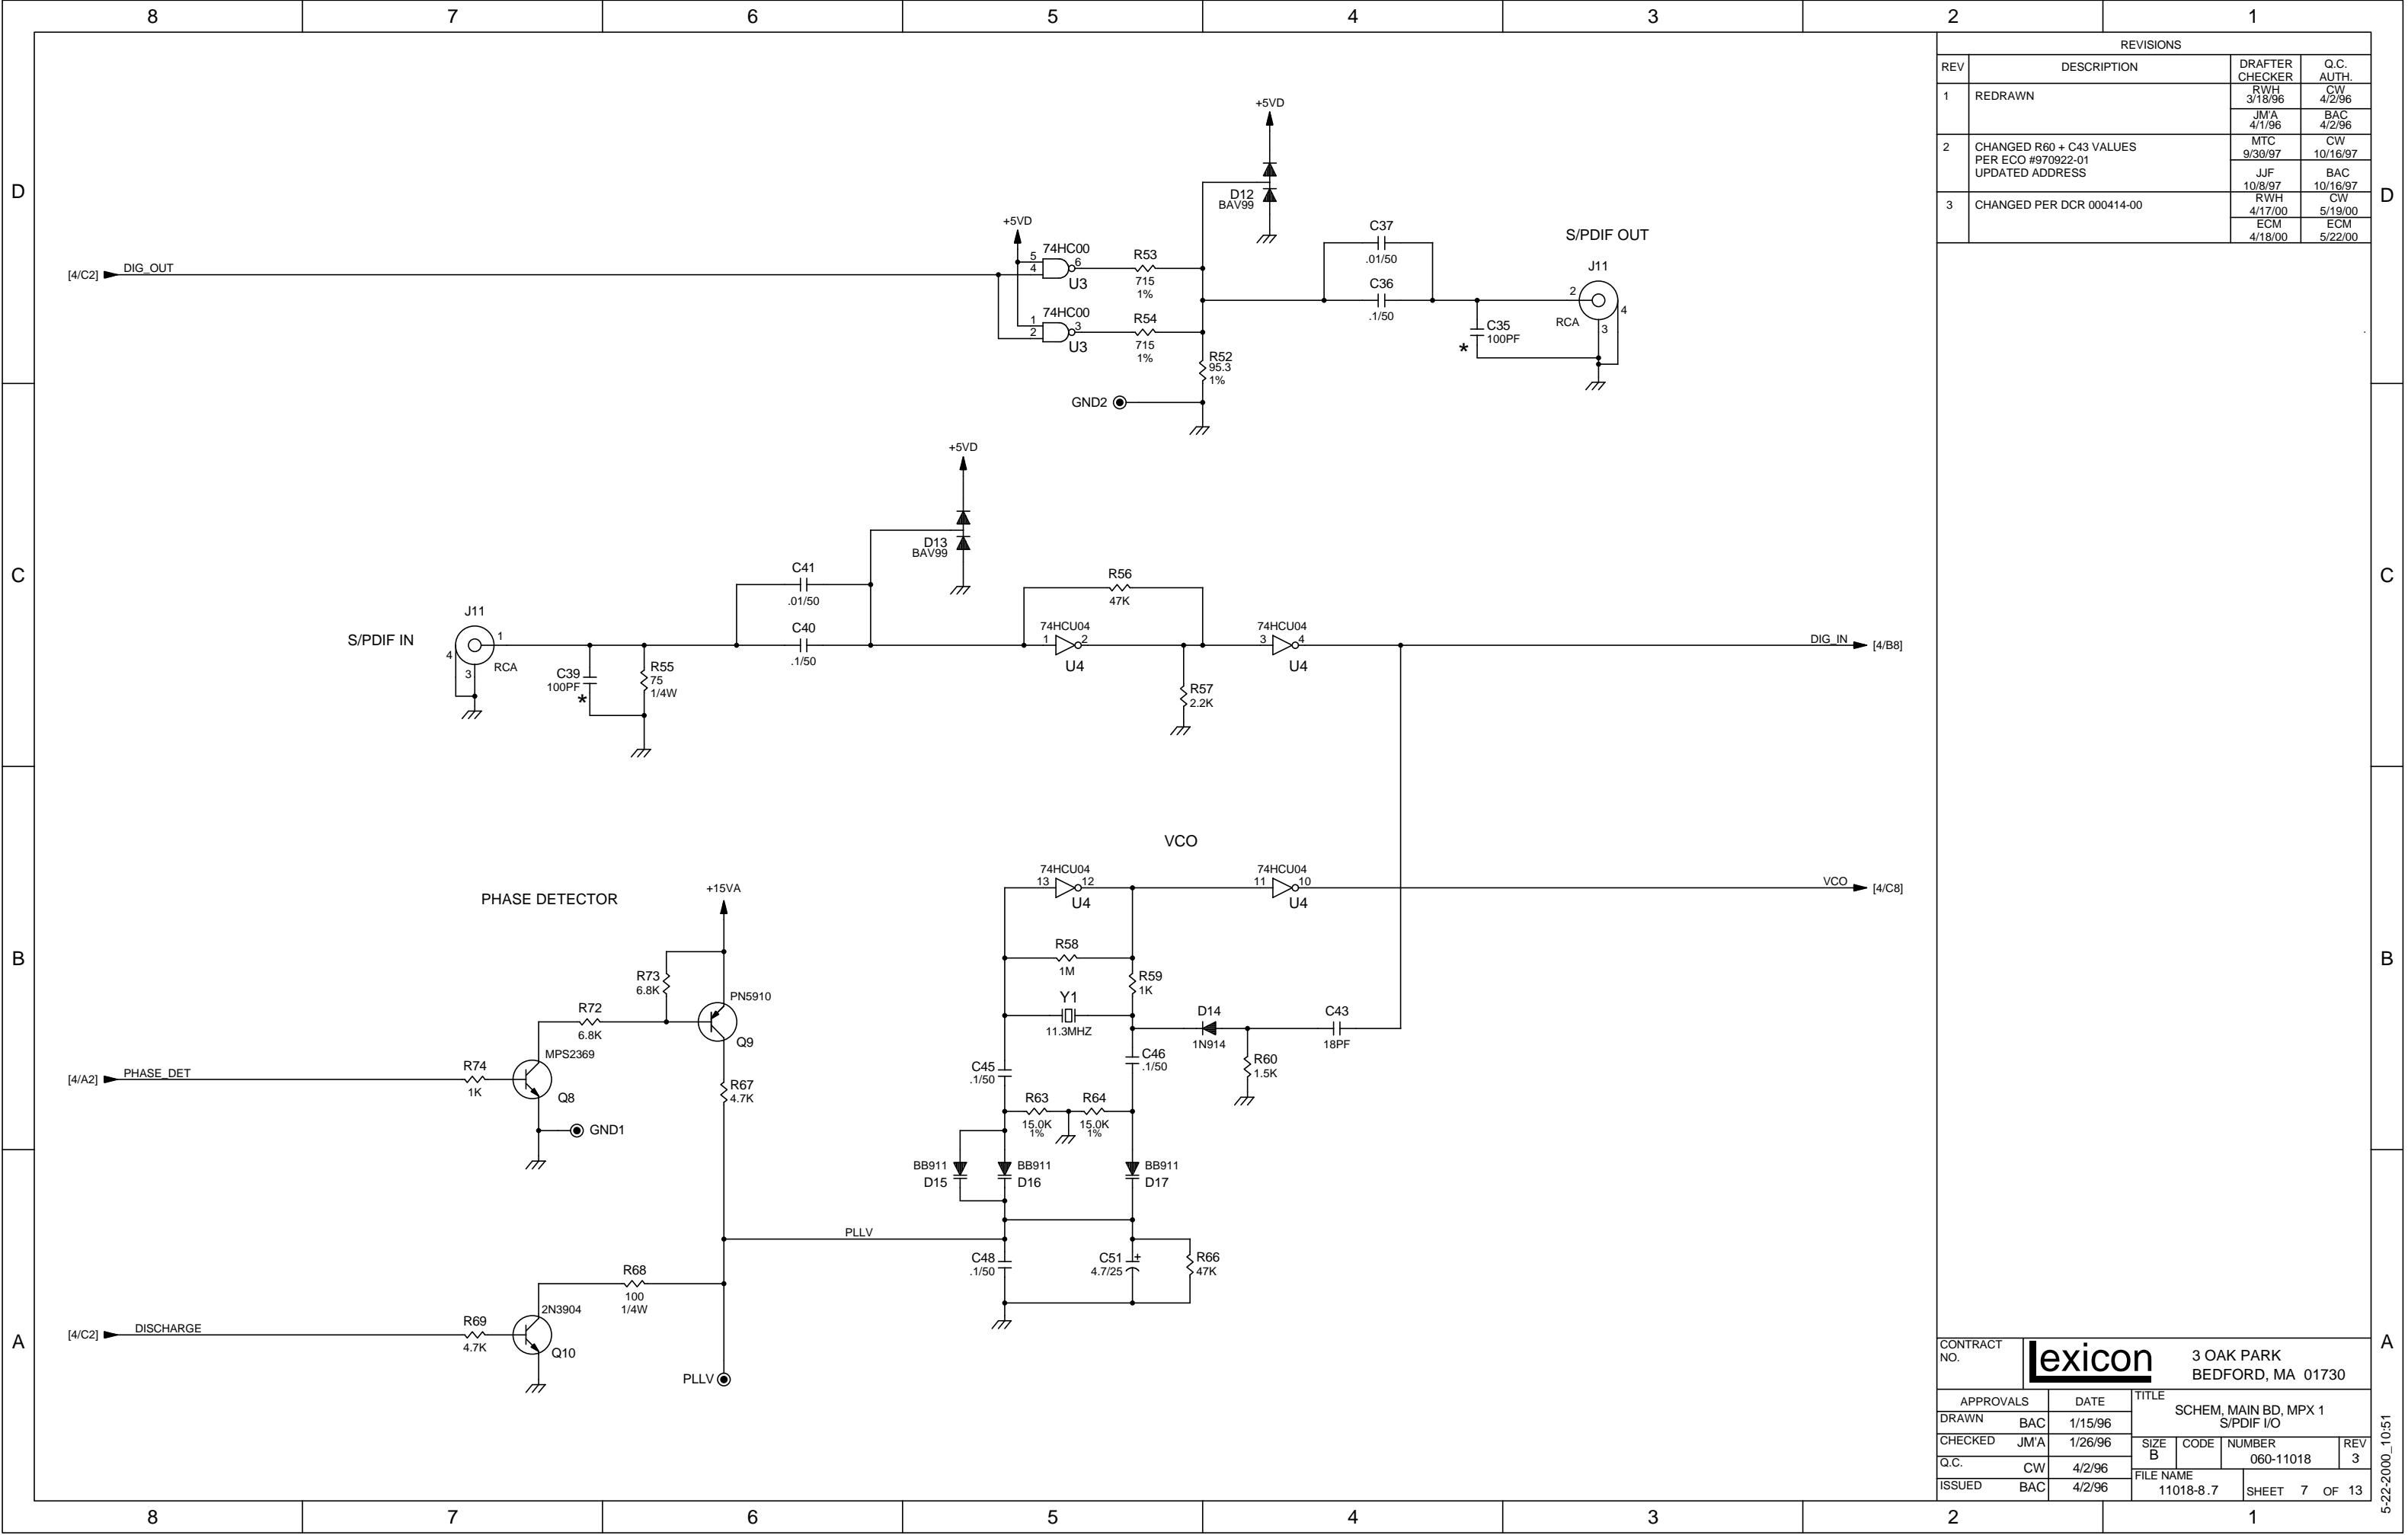 8 7 6 5 4 3 2 1
D
C
B
A
REVISIONS
REV DESCRIPTION DRAFTER CHECKER Q.C. AUTH.
1 REDRAWN RWH 3/18/96 CW 4/2/96
JM'A 4/1/96 BAC 4/2/96
2 CHANGED R60 + C43 VALUES MTC 9/30/97 CW 10/16/97
PER ECO #970922-01
UPDATED ADDRESS JJF 10/8/97 BAC 10/16/97
3 CHANGED PER DCR 000414-00 RWH 4/17/00 CW 5/19/00
ECM 4/18/00 ECM 5/22/00
D
C
B
A
+5VD
D12
BAV99
+5VD
[4/C2] DIG_OUT
5
4
74HC00
6
U3
R53
715
1%
1
2
74HC00
3
U3
R54
715
1%
R52
95.3
1%
GND2
C37
.01/50
C36
.1/50
C35
100PF
*
S/PDIF OUT
J11
2
RCA
3
4
+5VD
D13
BAV99
S/PDIF IN
J11
1
4
3
RCA
C39
100PF
*
R55
75
1/4W
C41
.01/50
C40
.1/50
R56
47K
74HCU04
1 2
U4
R57
2.2K
74HCU04
3 4
U4
DIG_IN [4/B8]
VCO
74HCU04
13 12
U4
74HCU04
11 10
U4
VCO [4/C8]
PHASE DETECTOR
+15VA
R73
6.8K
PN5910
Q9
R72
6.8K
MPS2369
Q8
[4/A2] PHASE_DET
R74
1K
GND1
R67
4.7K
R58
1M
R59
1K
Y1
11.3MHZ
D14
1N914
C43
18PF
R60
1.5K
C45
.1/50
C46
.1/50
R63
15.0K
1%
R64
15.0K
1%
BB911
D15
BB911
D16
BB911
D17
PLLV
C48
.1/50
C51
+
4.7/25
R66
47K
R68
100
1/4W
2N3904
Q10
[4/C2] DISCHARGE
R69
4.7K
PLLV
CONTRACT NO.
lexicon
3 OAK PARK
BEDFORD, MA 01730
APPROVALS DATE
DRAWN BAC 1/15/96
CHECKED JM'A 1/26/96
Q.C. CW 4/2/96
ISSUED BAC 4/2/96
TITLE
SCHEM, MAIN BD, MPX 1
S/PDIF I/O
SIZE B
CODE
NUMBER 060-11018
REV 3
FILE NAME 11018-8.7
SHEET 7 OF 13
5-22-2000_10:51
8 7 6 5 4 3 2 1